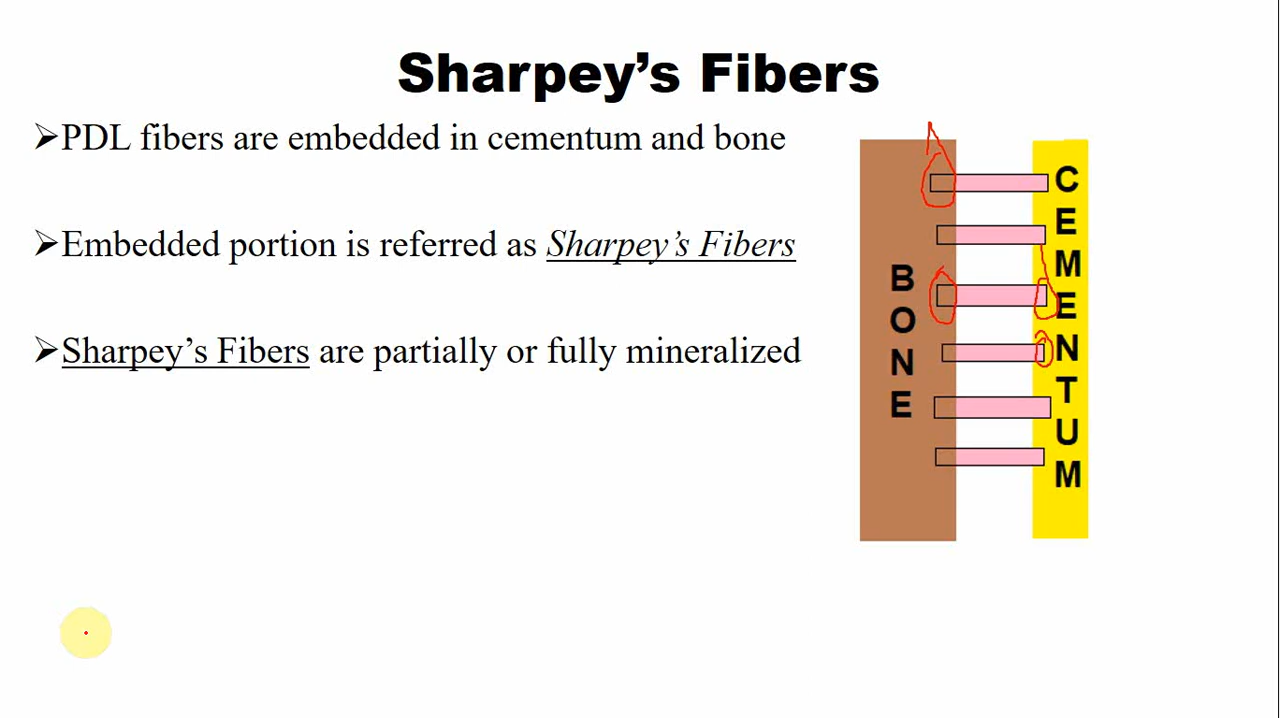 Sharpey’s Fibers
➢PDL fibers are embedded in cementum and bone
➢Embedded portion is referred as Sharpey’s Fibers
➢Sharpey’s Fibers are partially or fully mineralized
BONE
CEMENTUM